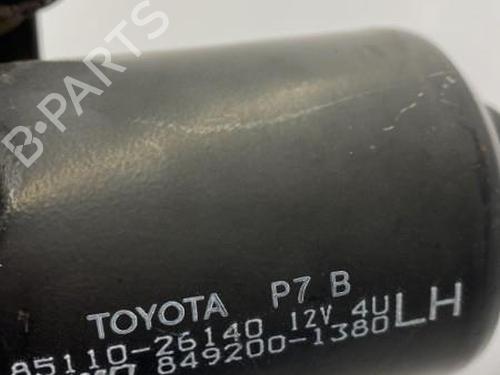 B-PARTS
TOYOTA P7 B
85110-26140 12V 4U LH
849200-1380